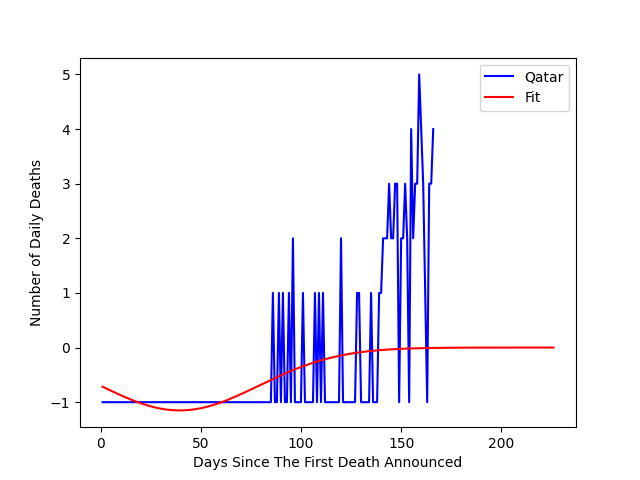 Qatar
Fit
5
4
3
2
1
0
−1
0 50 100 150 200
Number of Daily Deaths
Days Since The First Death Announced